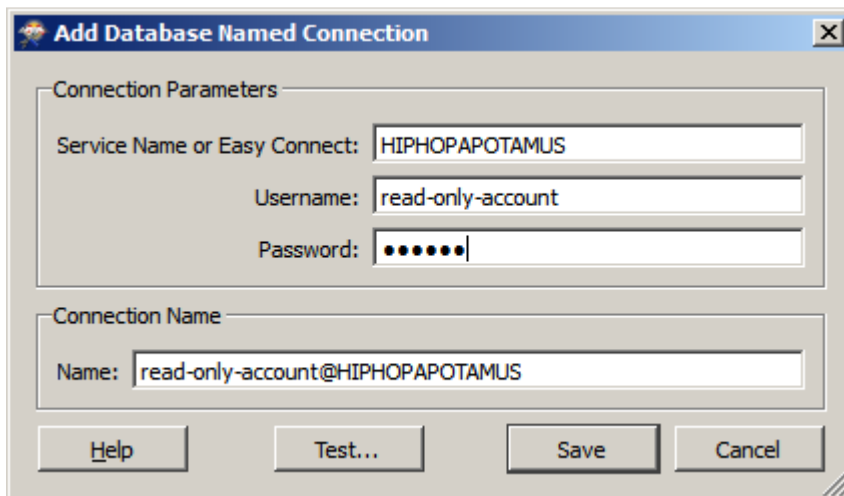 Add Database Named Connection
Connection Parameters
Service Name or Easy Connect: HIPHOPAPOTAMUS
Username: read-only-account
Password: ●●●●●●
Connection Name
Name: read-only-account@HIPHOPAPOTAMUS
Help Test... Save Cancel